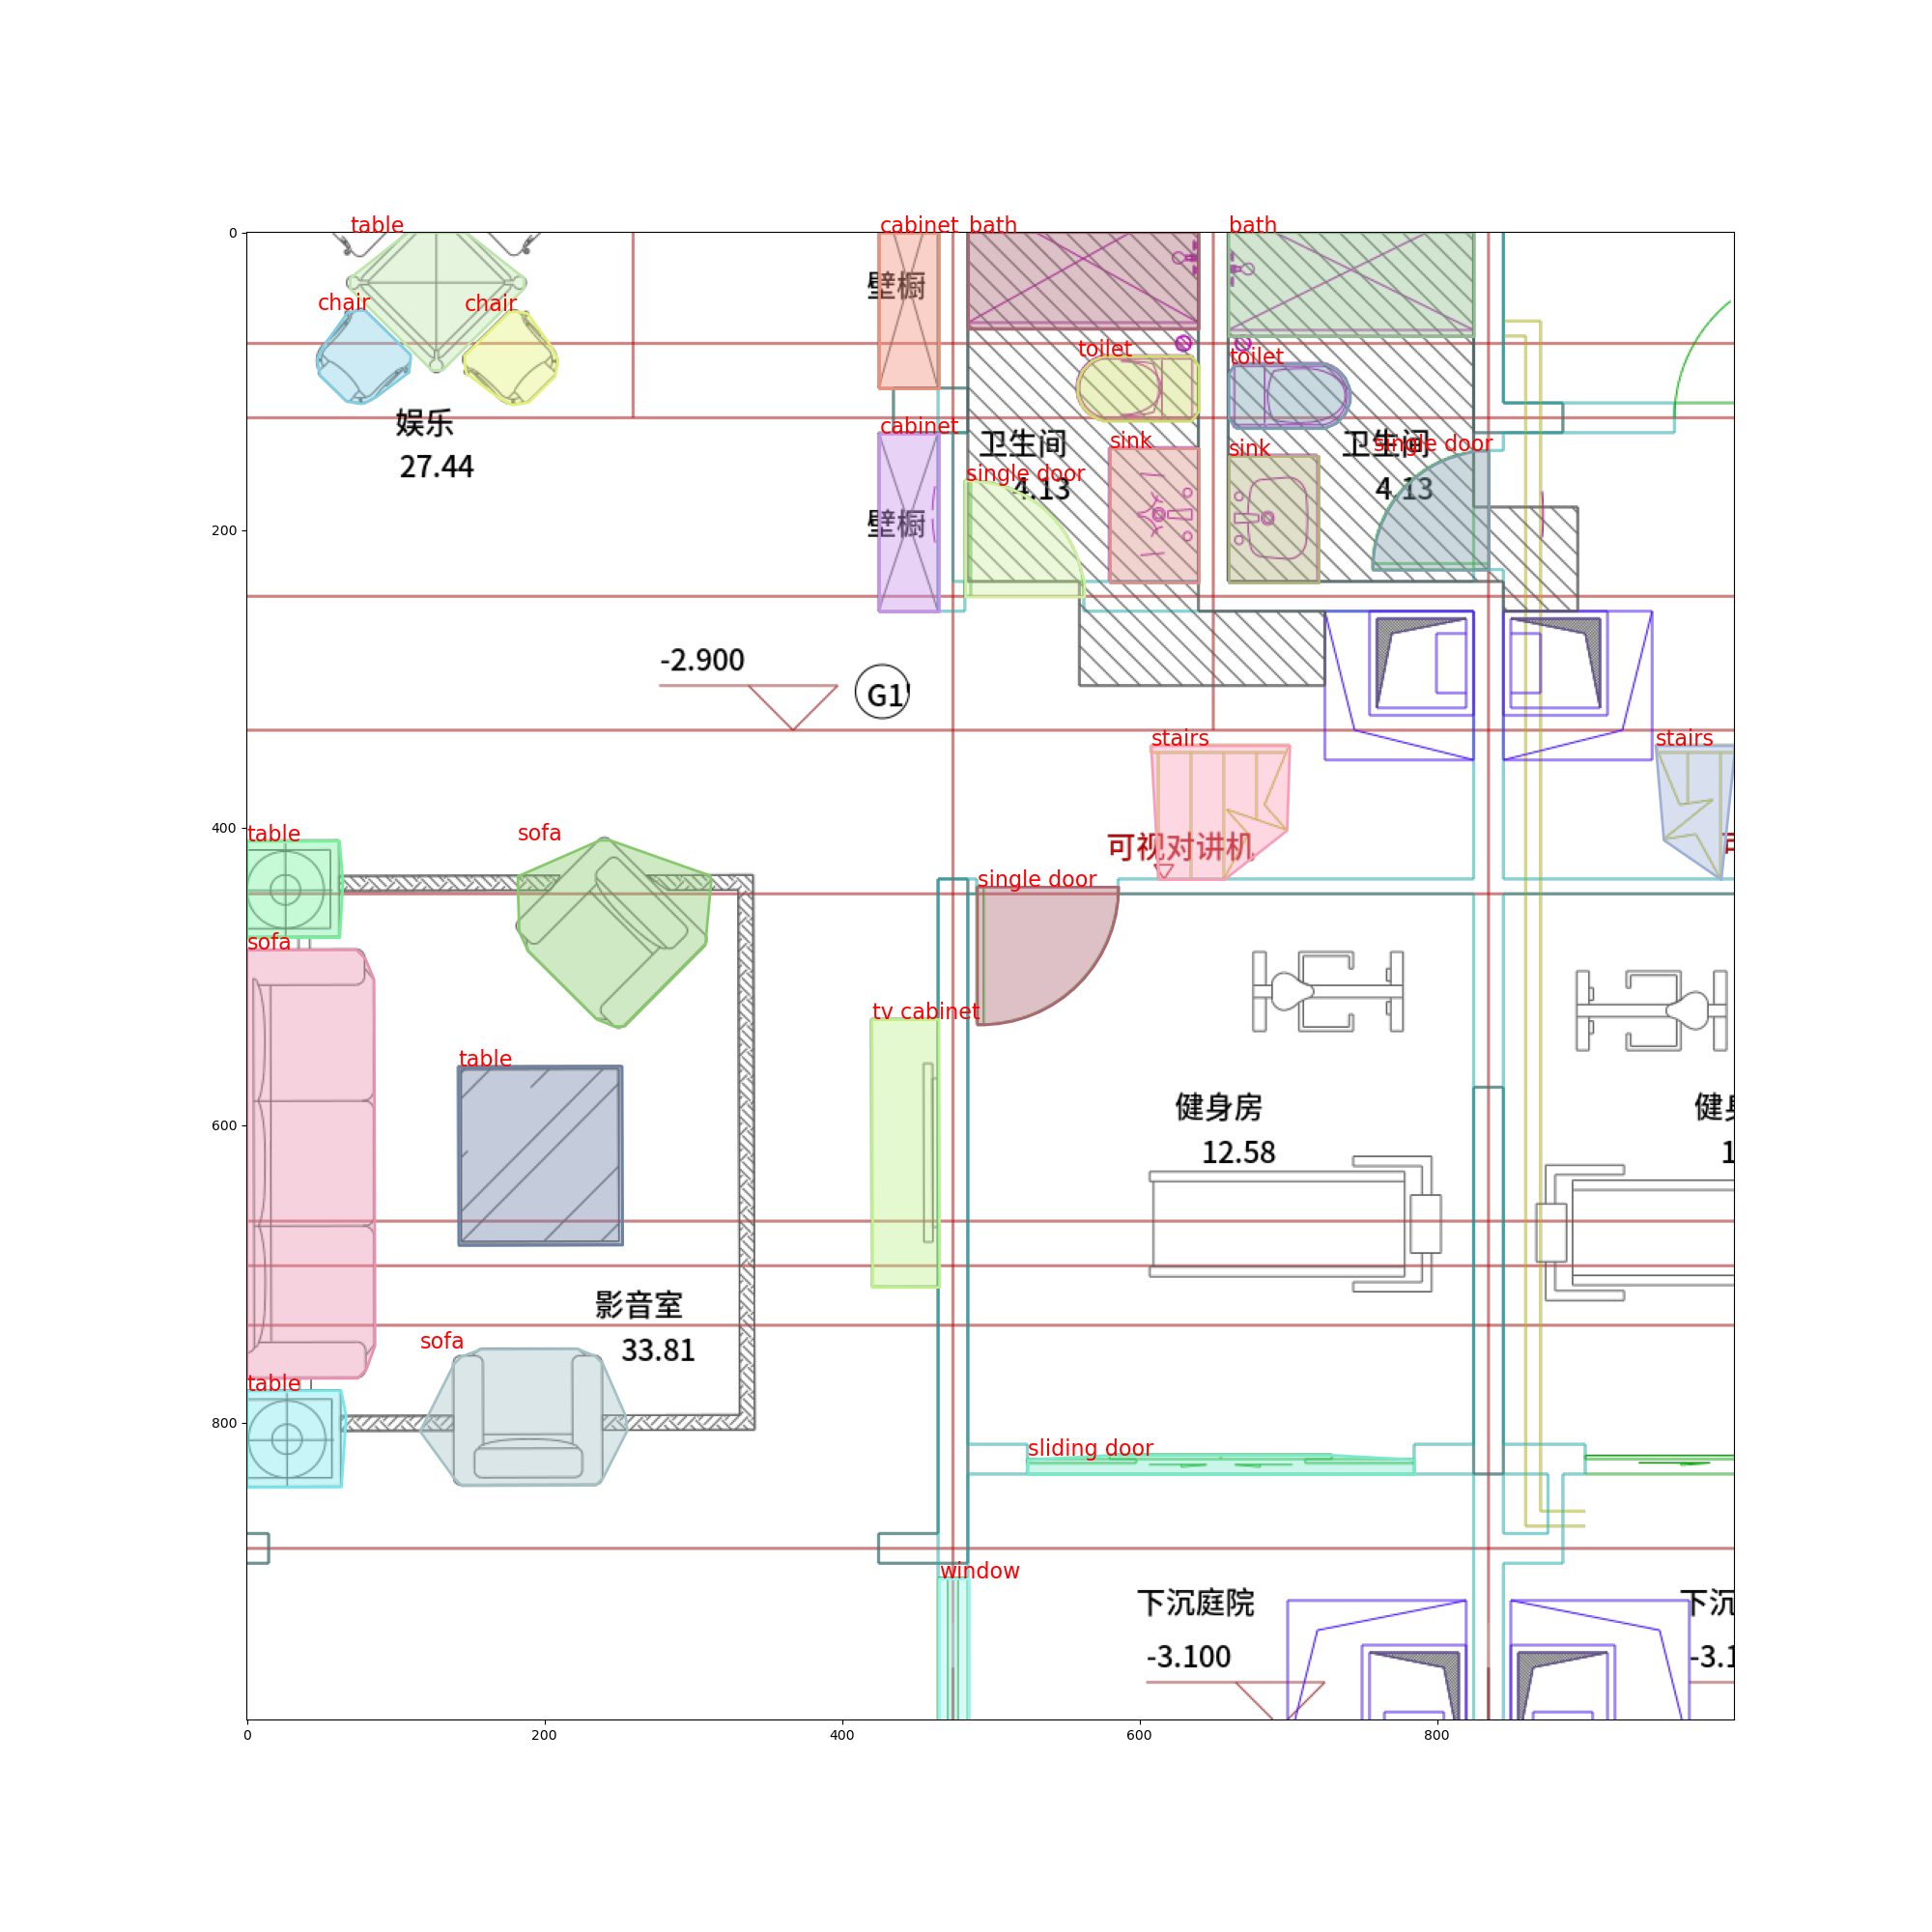 table
cabinet
bath
bath
0
壁橱
chair
chair
toilet
toilet
娱乐
27.44
cabinet
卫生间
4.13
sink
sink
卫生间
4.13
single door
single door
200
壁橱
-2.900
G1
stairs
stairs
400
table
sofa
可视对讲机
single door
sofa
tv cabinet
table
健身房
12.58
健身
1
600
影音室
33.81
sofa
table
800
sliding door
window
下沉庭院
-3.100
下沉
-3.1
0
200
400
600
800